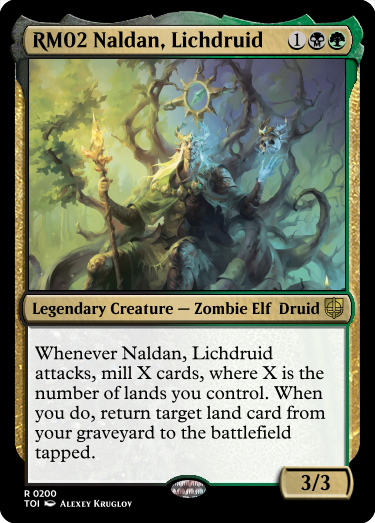 RM02 Naldan, Lichdruid 1
Legendary Creature — Zombie Elf Druid
Whenever Naldan, Lichdruid
attacks, mill X cards, where X is the
number of lands you control. When
you do, return target land card from
your graveyard to the battlefield
tapped.
3/3
R 0200
TOI Alexey Kruglov